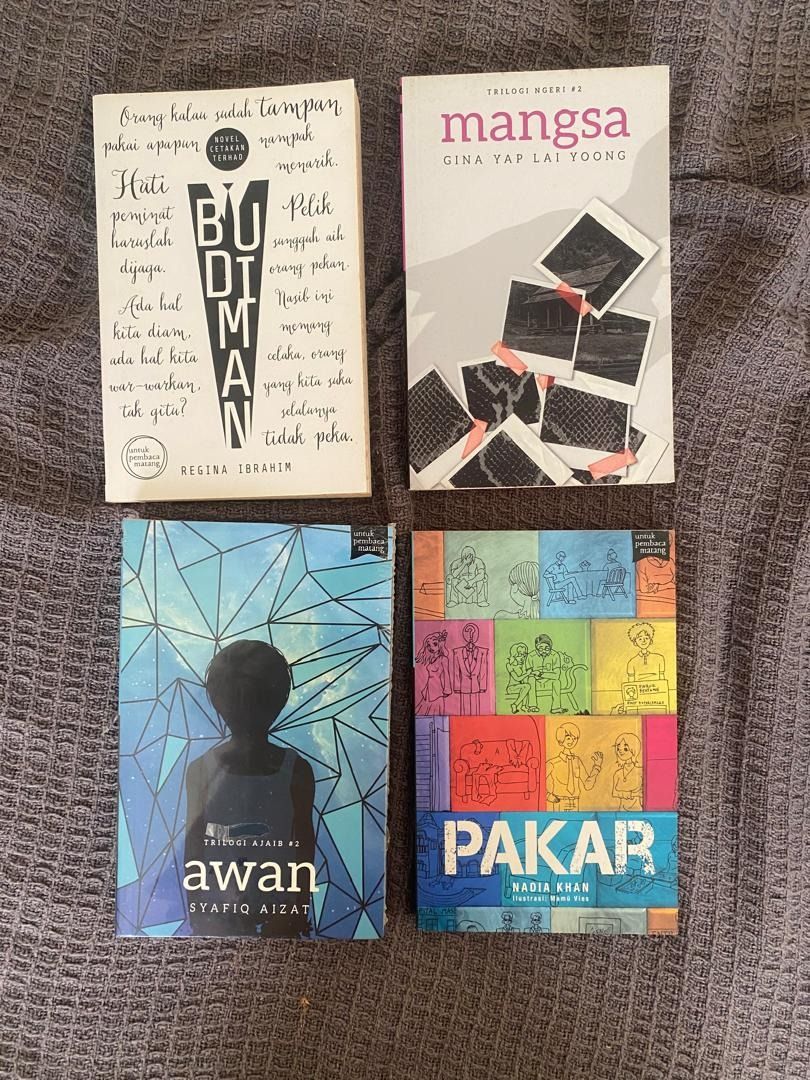 Orang kalau sudah tampan
pakai apapun nampak
menarik.
NOVEL
CETAKAN
TERHAD
Hati
peminat
haruslah
dijaga.
Ada hal
kita diam,
ada hal kita
war-warkan,
tak gitu?
BUDIMAN
Pelik
sungguh aih
orang pekan.
Nasib ini
memang
celaka, orang
yang kita suka
selalunya
tidak peka.
untuk
pembaca
matang
REGINA IBRAHIM
TRILOGI NGERI #2
mangsa
GINA YAP LAI YOONG
untuk
pembaca
matang
TRILOGI AJAIB #2
awan
SYAFIQ AIZAT
untuk
pembaca
matang
PAKAR
NADIA KHAN
Ilustrasi: Mamü Vies